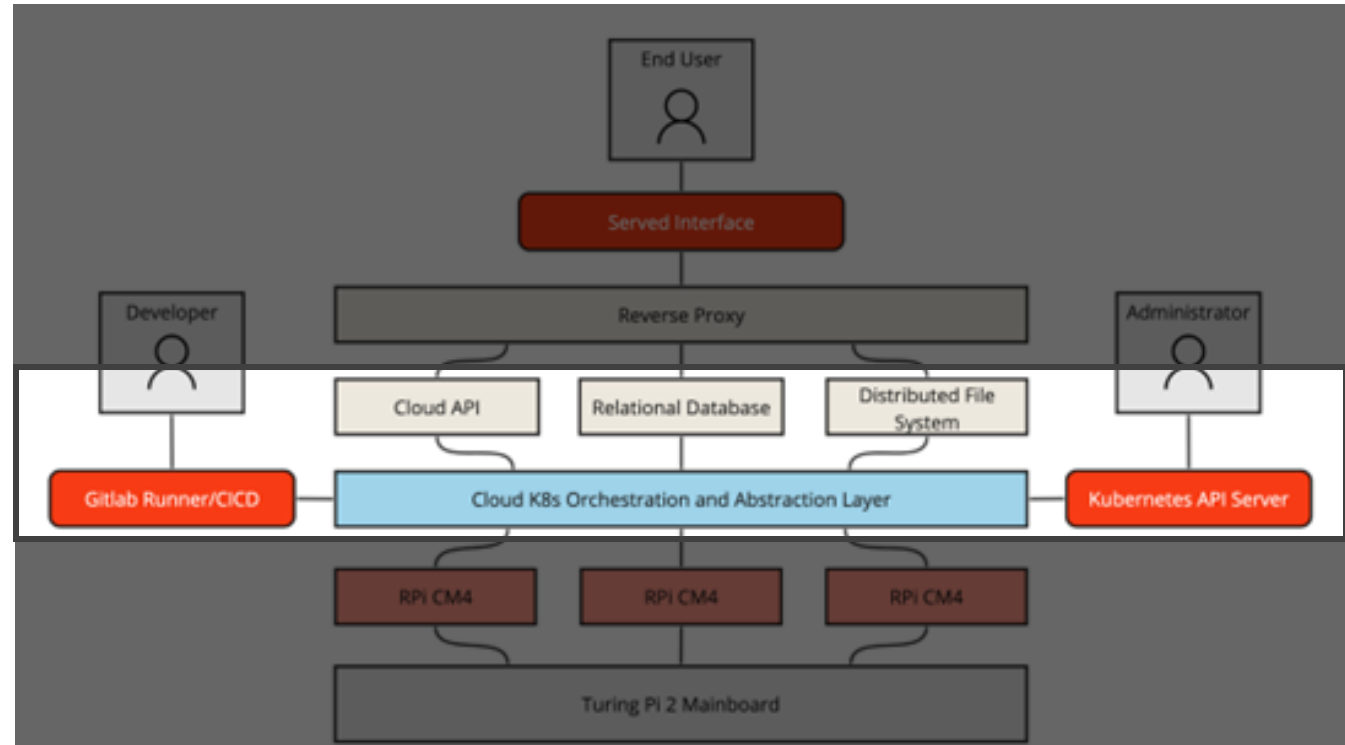 End User
Served Interface
Reverse Proxy
Developer
Administrator
Cloud API
Relational Database
Distributed File
System
Gitlab Runner/CICD
Cloud K8s Orchestration and Abstraction Layer
Kubernetes API Server
RPi CM4
RPi CM4
RPi CM4
Turing Pi 2 Mainboard